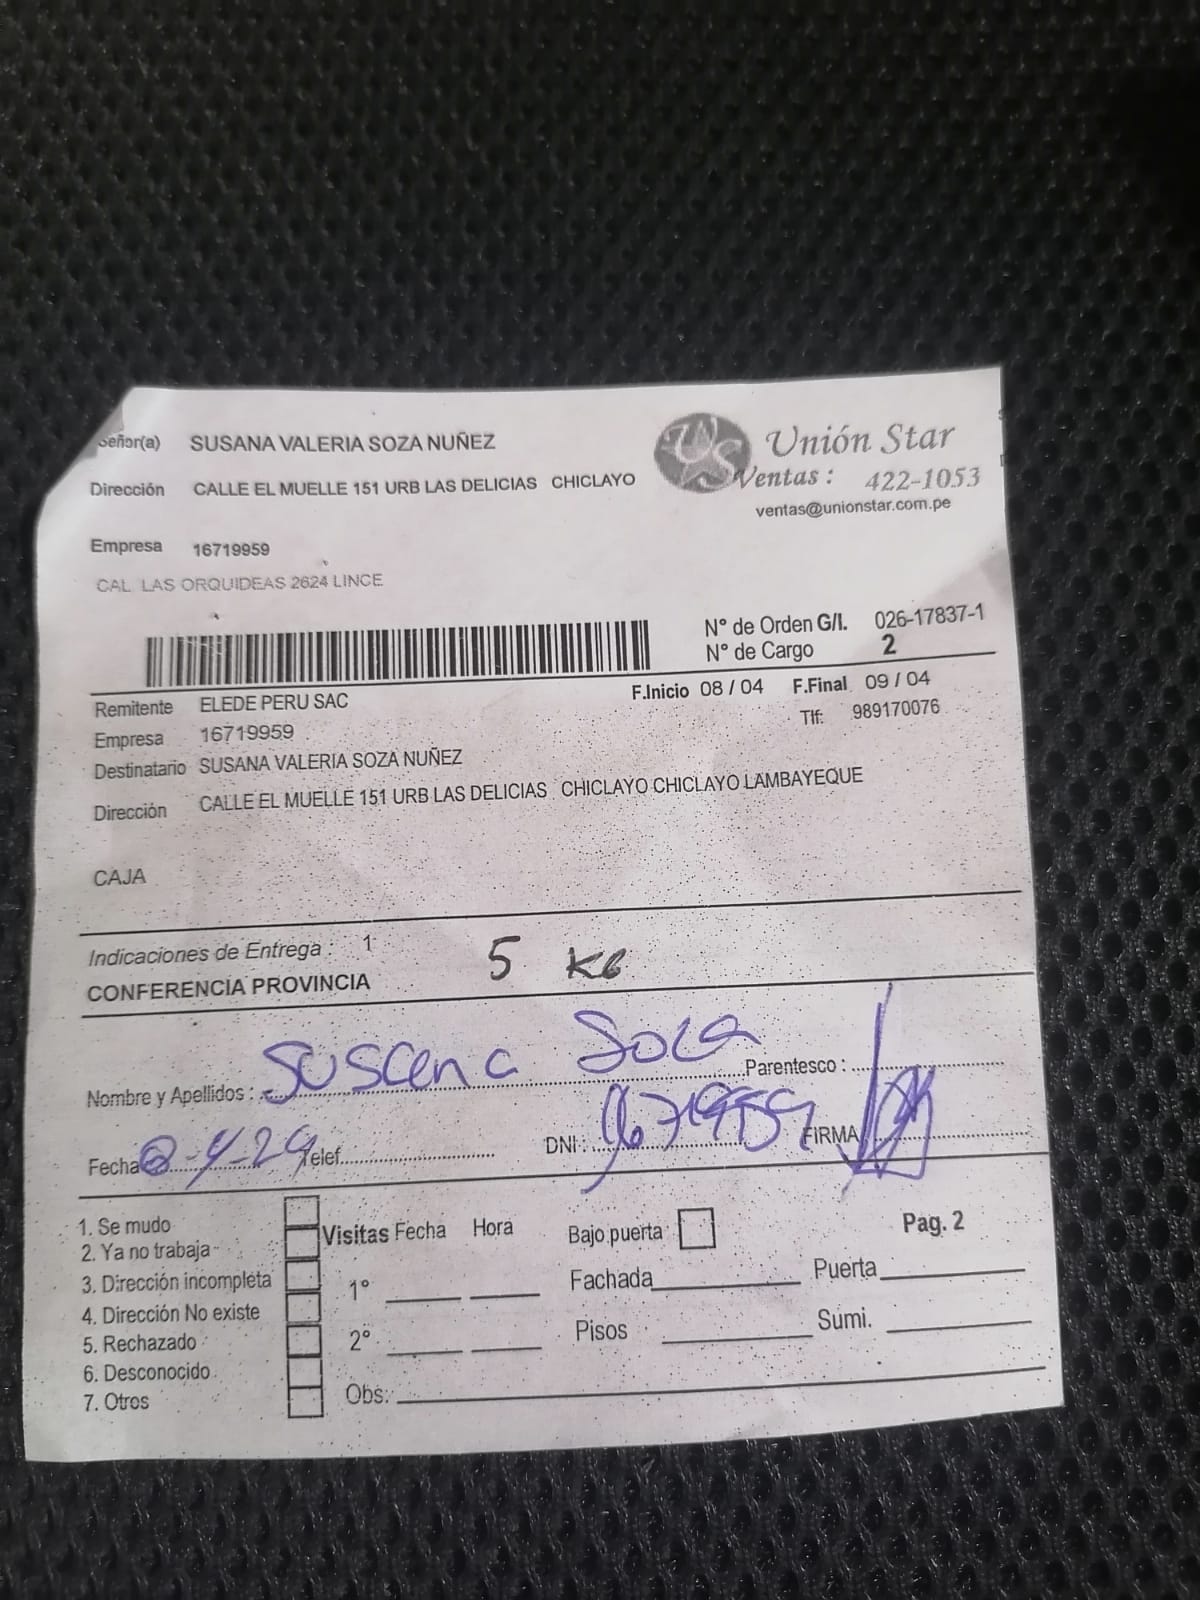 Señor(a) SUSANA VALERIA SOZA NUÑEZ
Unión Star
Dirección CALLE EL MUELLE 151 URB LAS DELICIAS CHICLAYO
Ventas: 422-1053
ventas@unionstar.com.pe
Empresa 16719959
CAL. LAS ORQUIDEAS 2624 LINCE
N° de Orden G/I. 026-17837-1
N° de Cargo 2
Remitente ELEDE PERU SAC
F.Inicio 08 / 04 F.Final 09 / 04
Empresa 16719959
Tlf: 989170076
Destinatario SUSANA VALERIA SOZA NUÑEZ
Dirección CALLE EL MUELLE 151 URB LAS DELICIAS CHICLAYO CHICLAYO LAMBAYEQUE
CAJA
Indicaciones de Entrega : 1 5 KG
CONFERENCIA PROVINCIA
Nombre y Apellidos : Susana Soza Parentesco :
Fecha Telef. DNI : FIRMA
1. Se mudo
2. Ya no trabaja
3. Dirección incompleta
4. Dirección No existe
5. Rechazado
6. Desconocido
7. Otros
Visitas Fecha Hora
1°
2°
Obs:
Bajo puerta
Fachada Puerta
Pisos Sumi.
Pag. 2